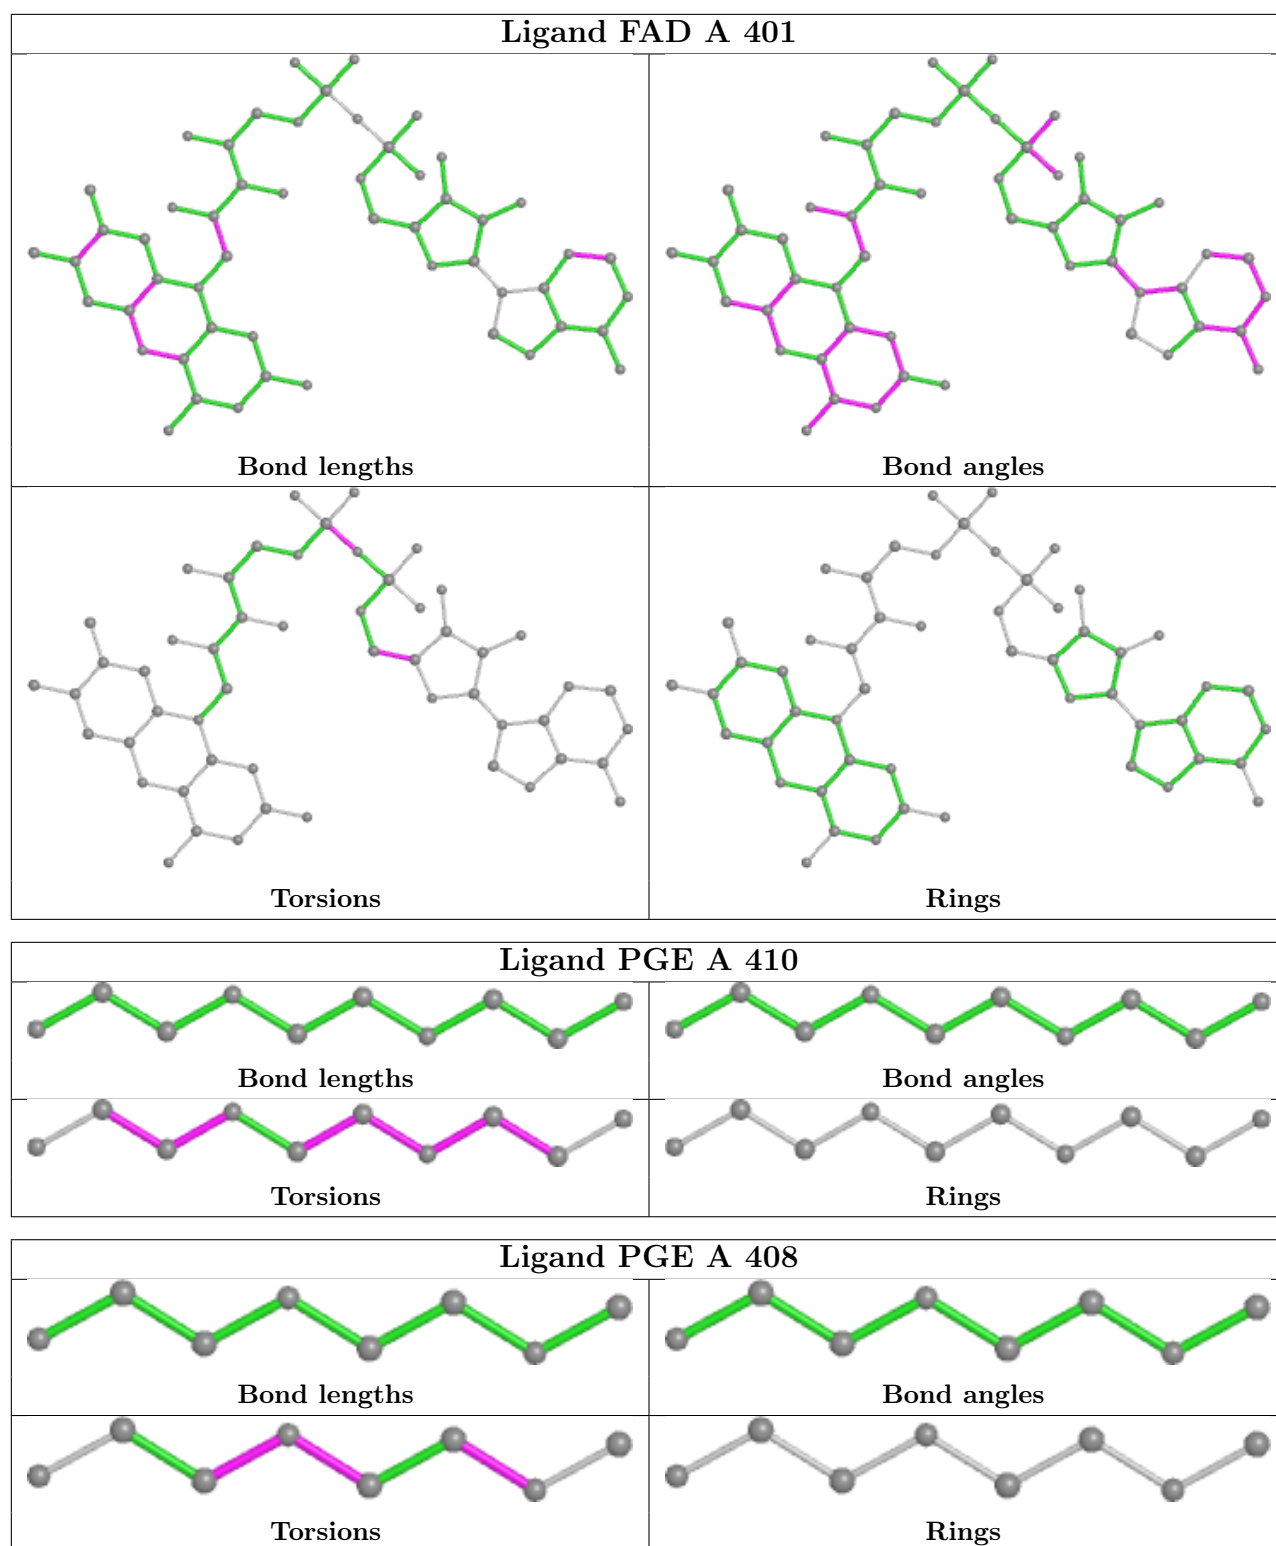 Ligand FAD A 401
Bond lengths
Bond angles
Torsions
Rings
Ligand PGE A 410
Bond lengths
Bond angles
Torsions
Rings
Ligand PGE A 408
Bond lengths
Bond angles
Torsions
Rings